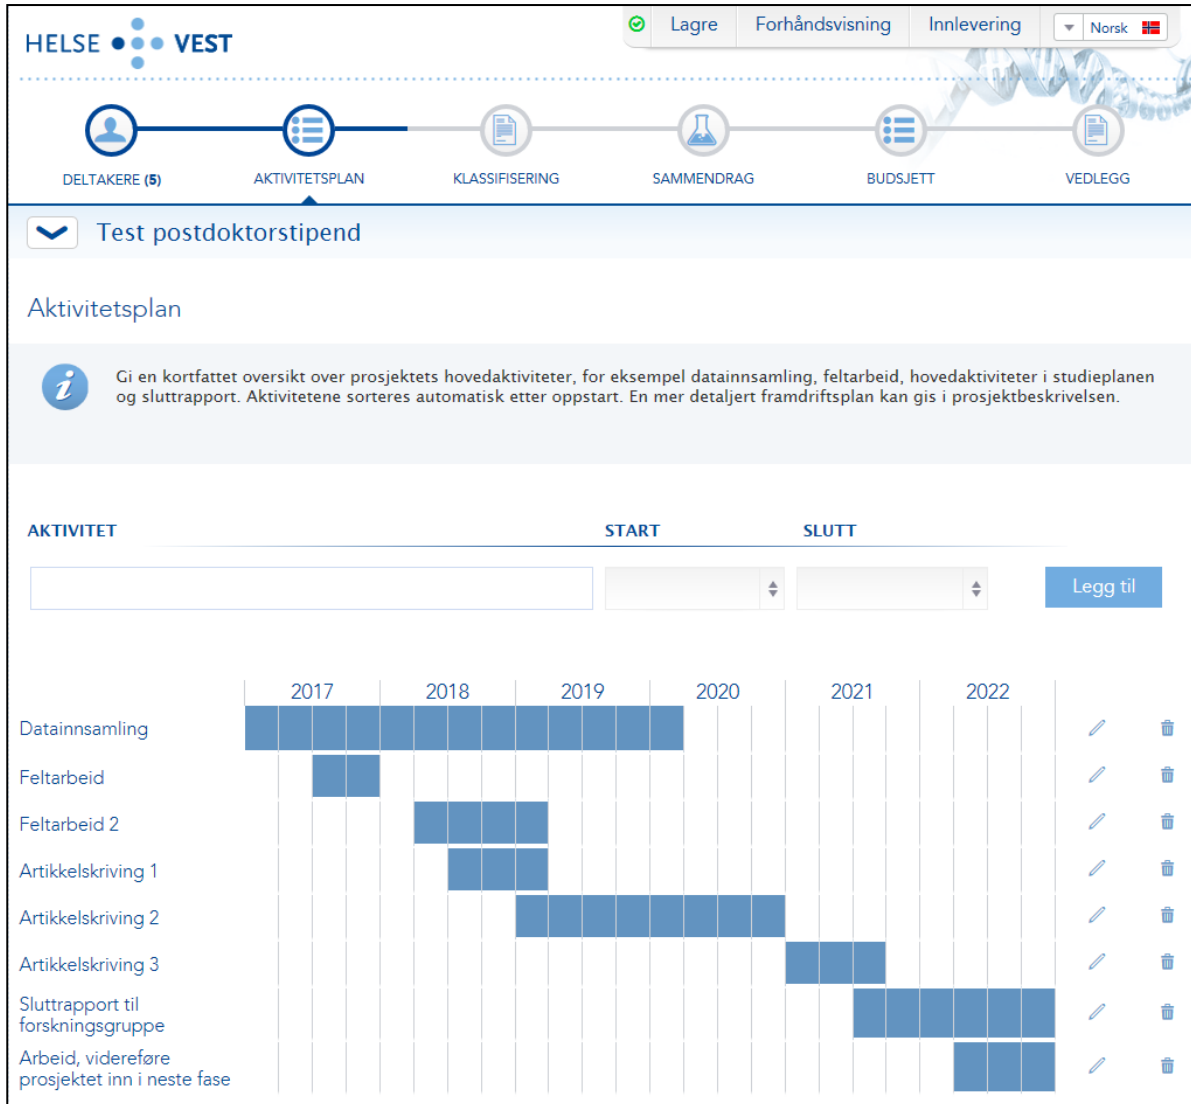 HELSE VEST
Lagre Forhåndsvisning Innlevering Norsk
DELTAKERE (5) AKTIVITETSPLAN KLASSIFISERING SAMMENDRAG BUDSJETT VEDLEGG
Test postdoktorstipend
Aktivitetsplan
Gi en kortfattet oversikt over prosjektets hovedaktiviteter, for eksempel datainnsamling, feltarbeid, hovedaktiviteter i studieplanen
og sluttrapport. Aktivitetene sorteres automatisk etter oppstart. En mer detaljert framdriftsplan kan gis i prosjektbeskrivelsen.
AKTIVITET START SLUTT
Legg til
2017 2018 2019 2020 2021 2022
Datainnsamling
Feltarbeid
Feltarbeid 2
Artikkelskriving 1
Artikkelskriving 2
Artikkelskriving 3
Sluttrapport til
forskningsgruppe
Arbeid, videreføre
prosjektet inn i neste fase